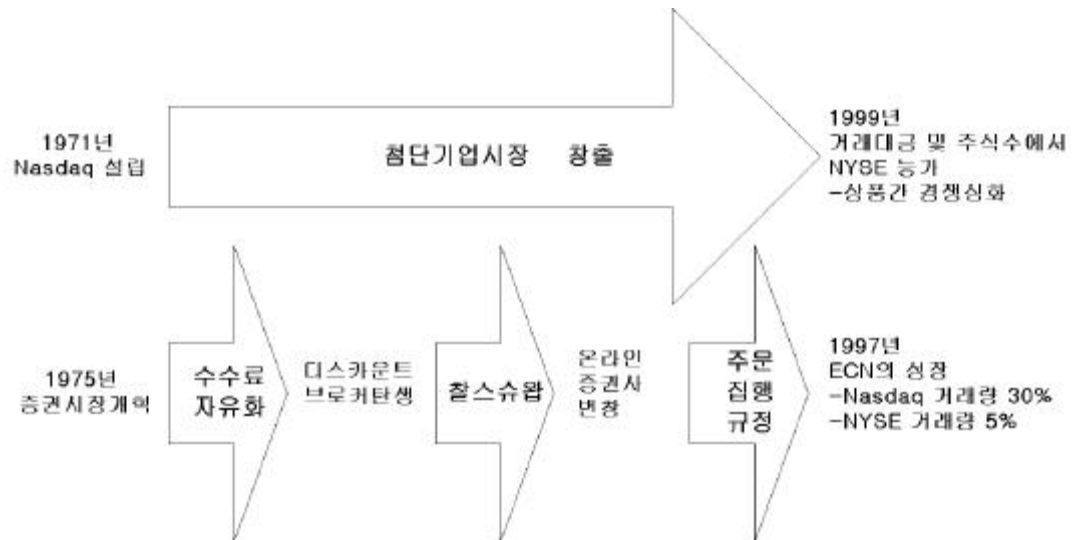 1971년
Nasdaq 설립
첨단기업시장 창출
1999년
거래대금 및 주식수에서
NYSE 능가
-상품간 경쟁심화
1975년
증권시장개혁
수수료
자유화
디스카운트
브로커탄생
찰스슈왑
온라인
증권사
번창
주문
집행
규정
1997년
ECN의 성장
-Nasdaq 거래량 30%
-NYSE 거래량 5%